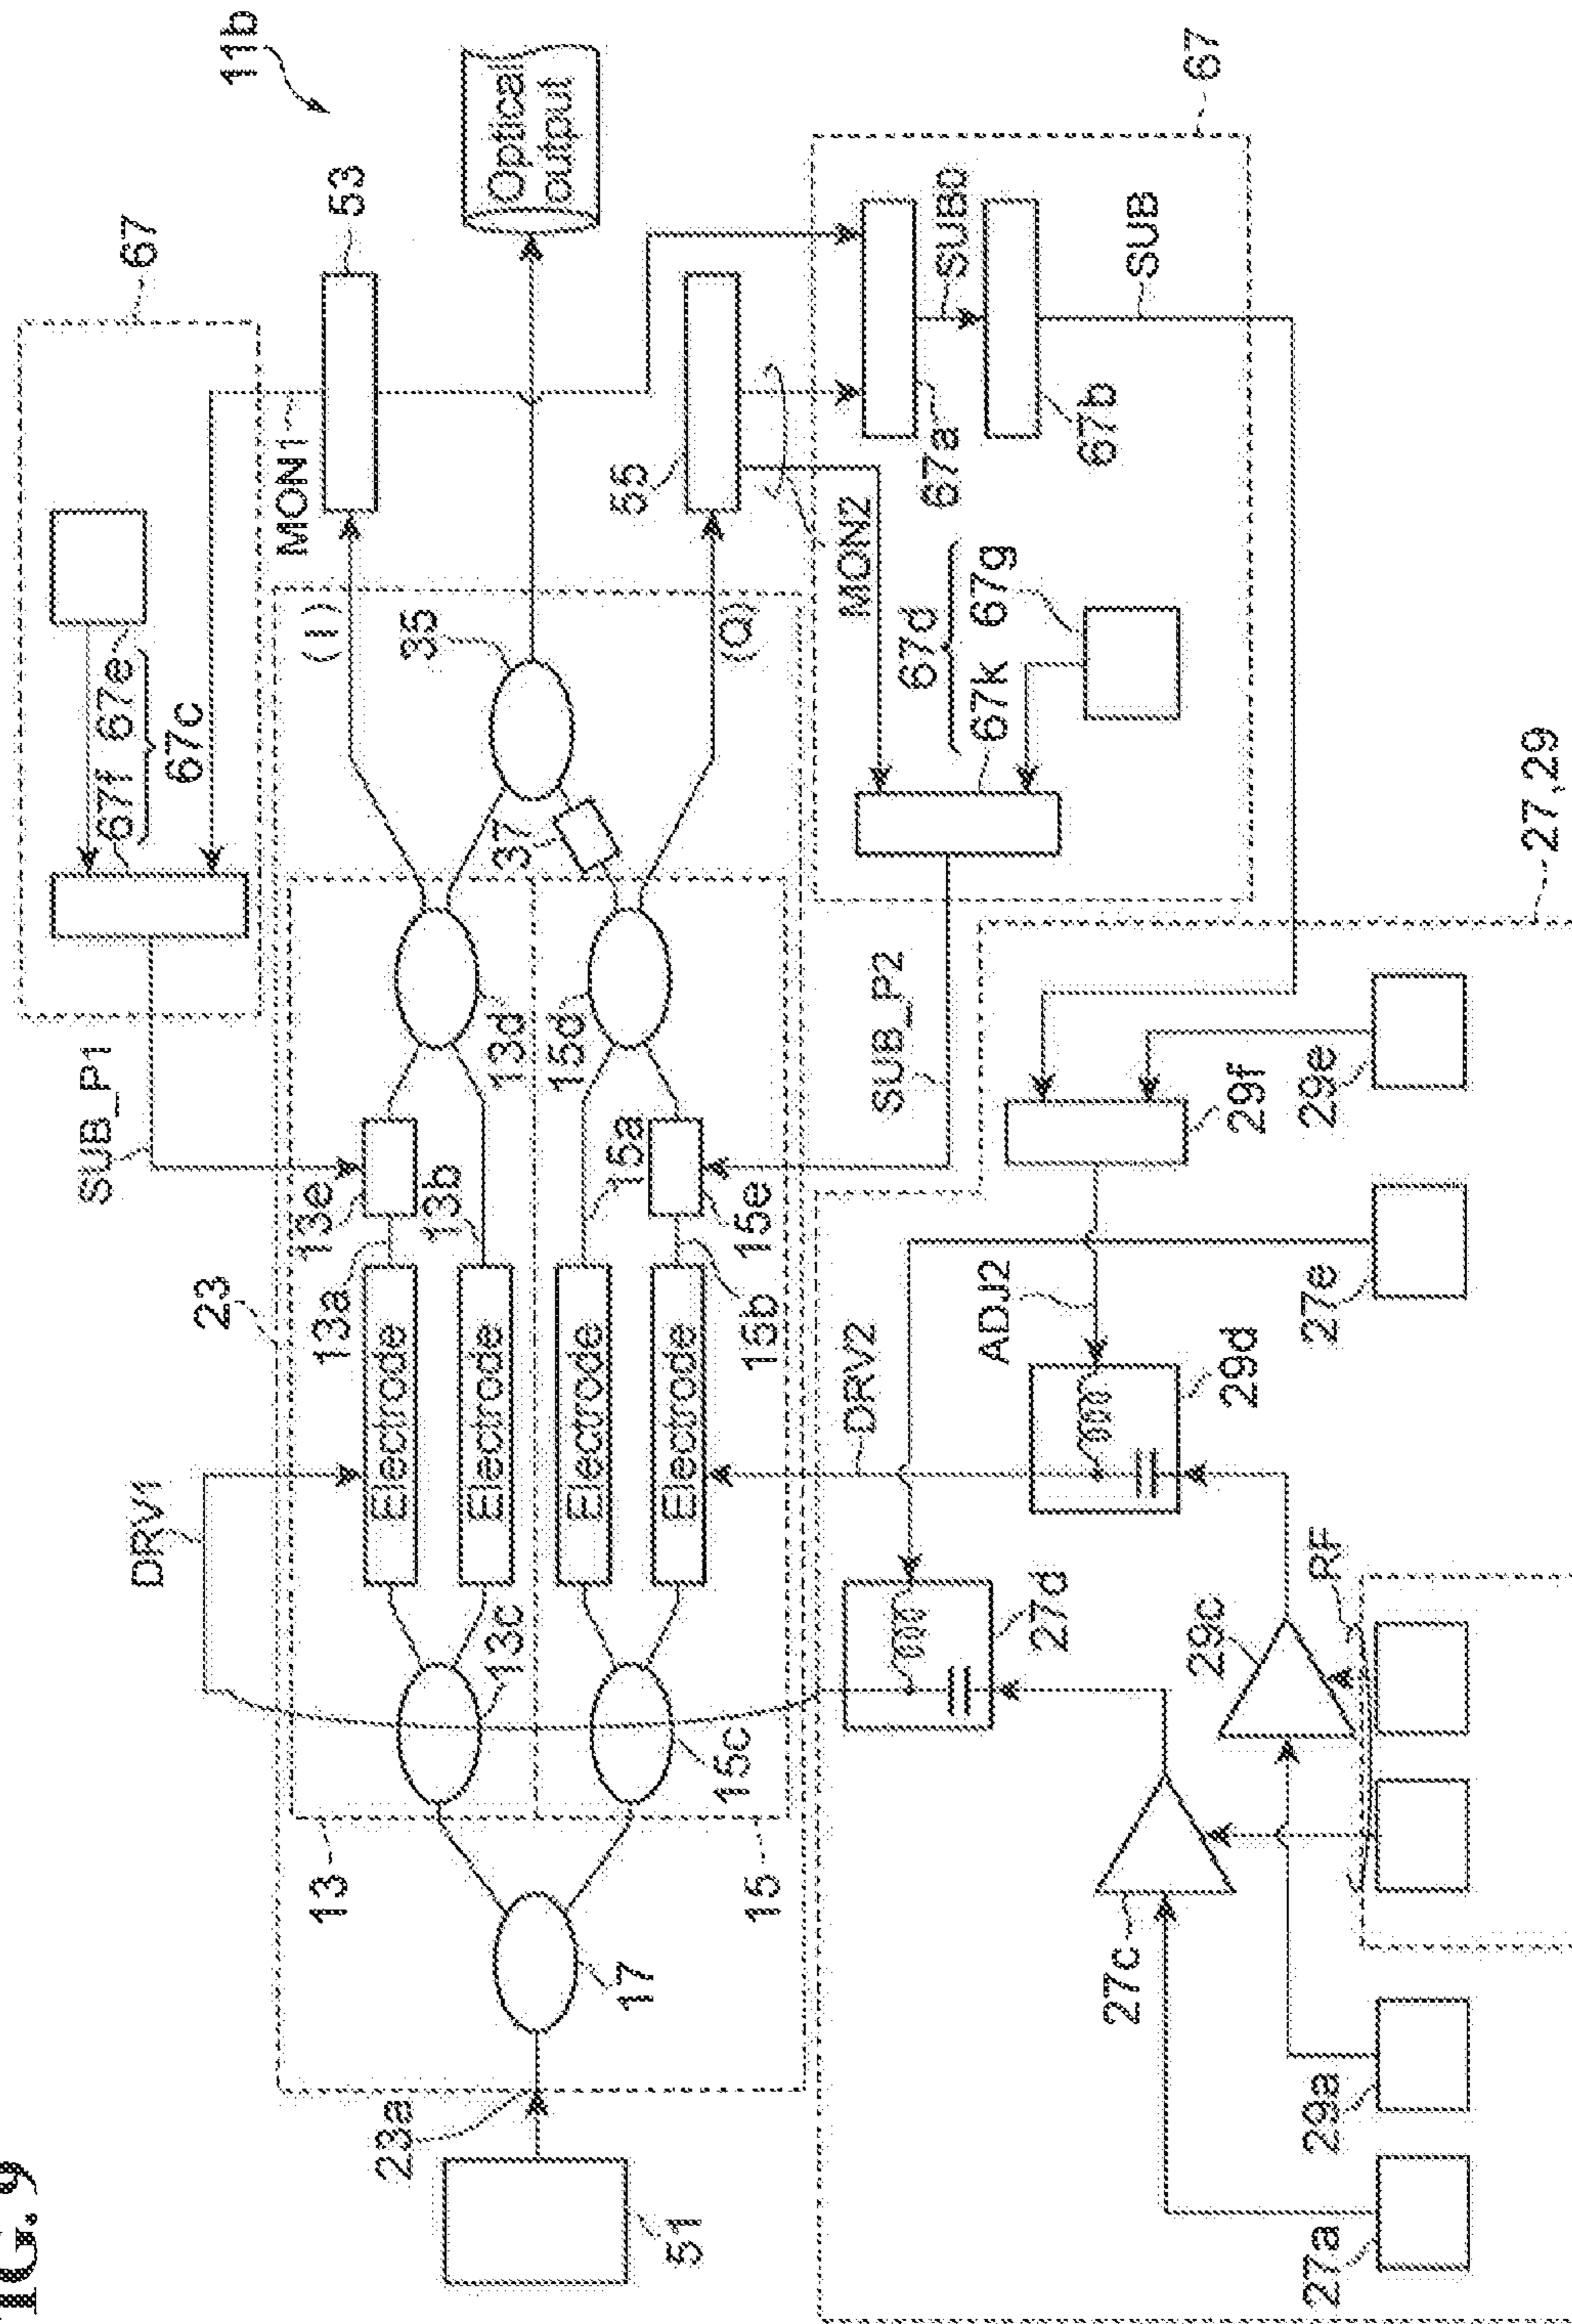 FIG. 9
11b
67
53
67f 67e
67c
MON1
(I)
Optical
output
SUB_P1
35
37
55
(Q)
MON2
67
67a
SUB0
67b
SUB
67d
67k 67g
SUB_P2
DRV1
23
13e
13a
13b
13d
15d
15a
15e
15b
Electrode
Electrode
Electrode
Electrode
13c
15c
13
15
17
23a
51
DRV2
ADJ2
27d
29d
29f
29e
27e
27,29
RF
29c
27c
29a
27a